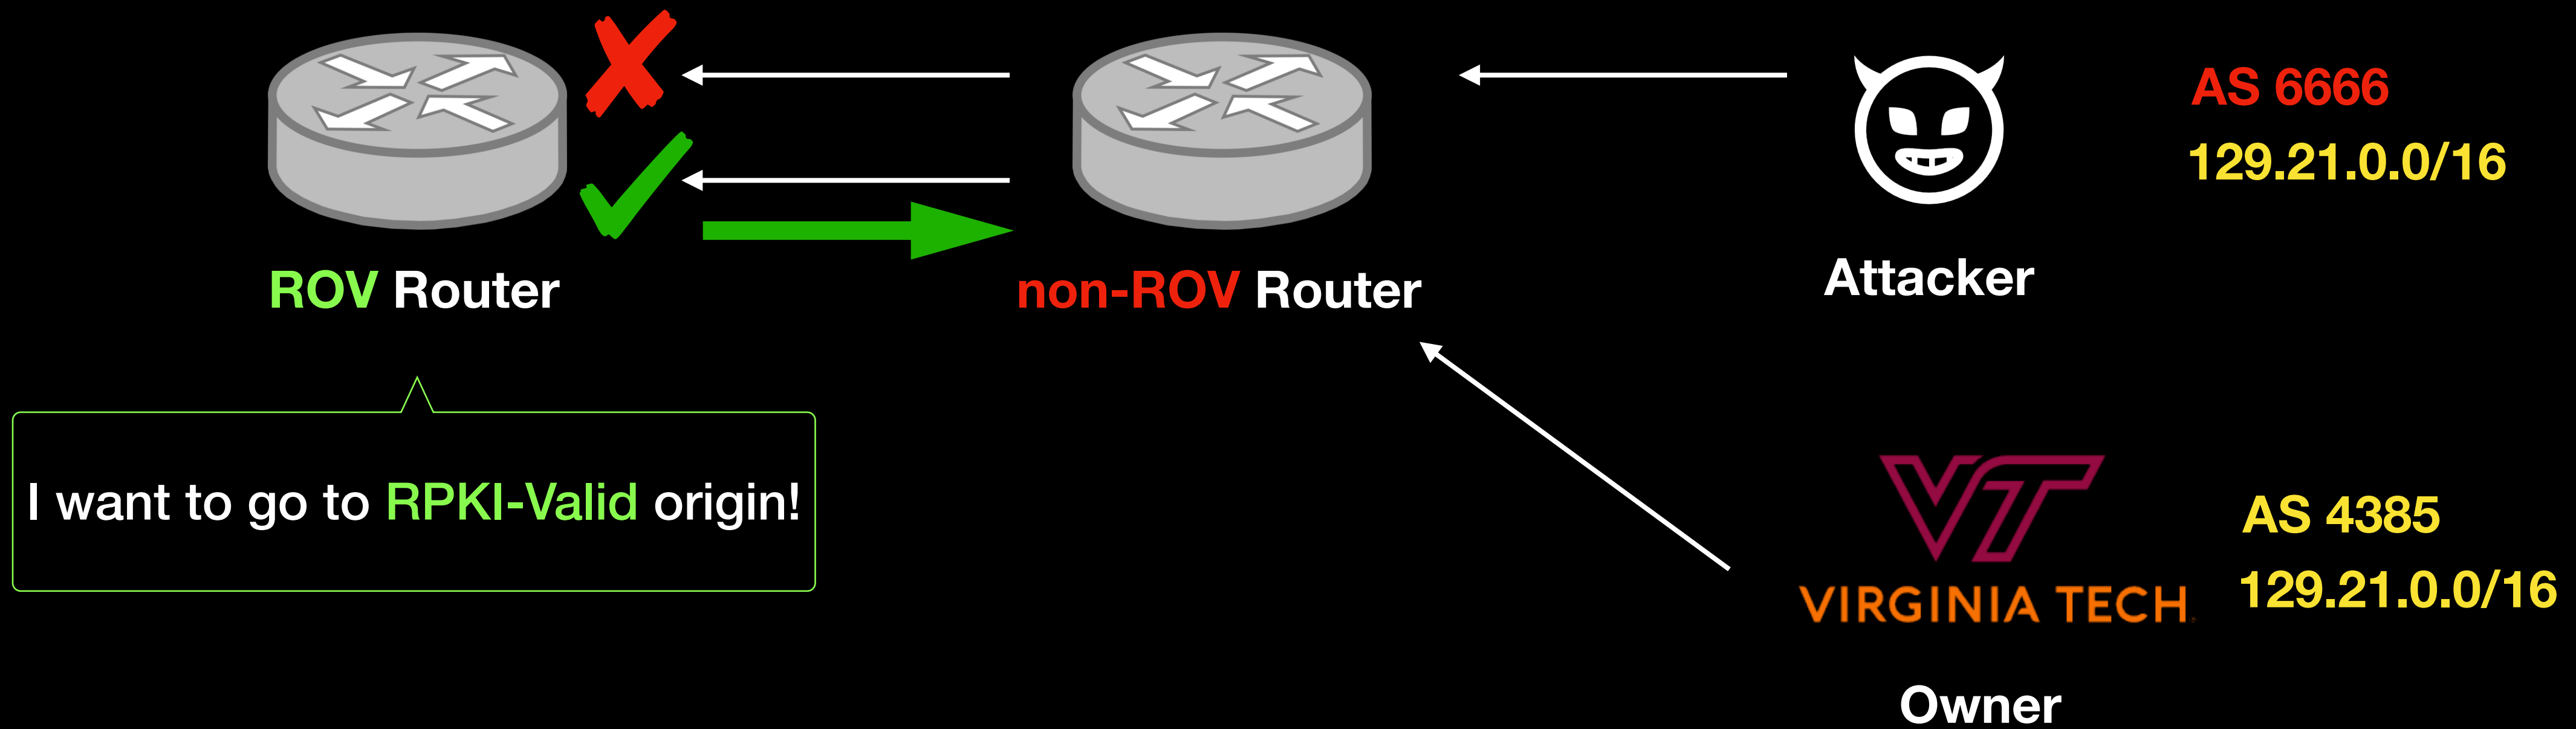 AS 6666
129.21.0.0/16
ROV Router
non-ROV Router
Attacker
I want to go to RPKI-Valid origin!
VT
VIRGINIA TECH.
AS 4385
129.21.0.0/16
Owner